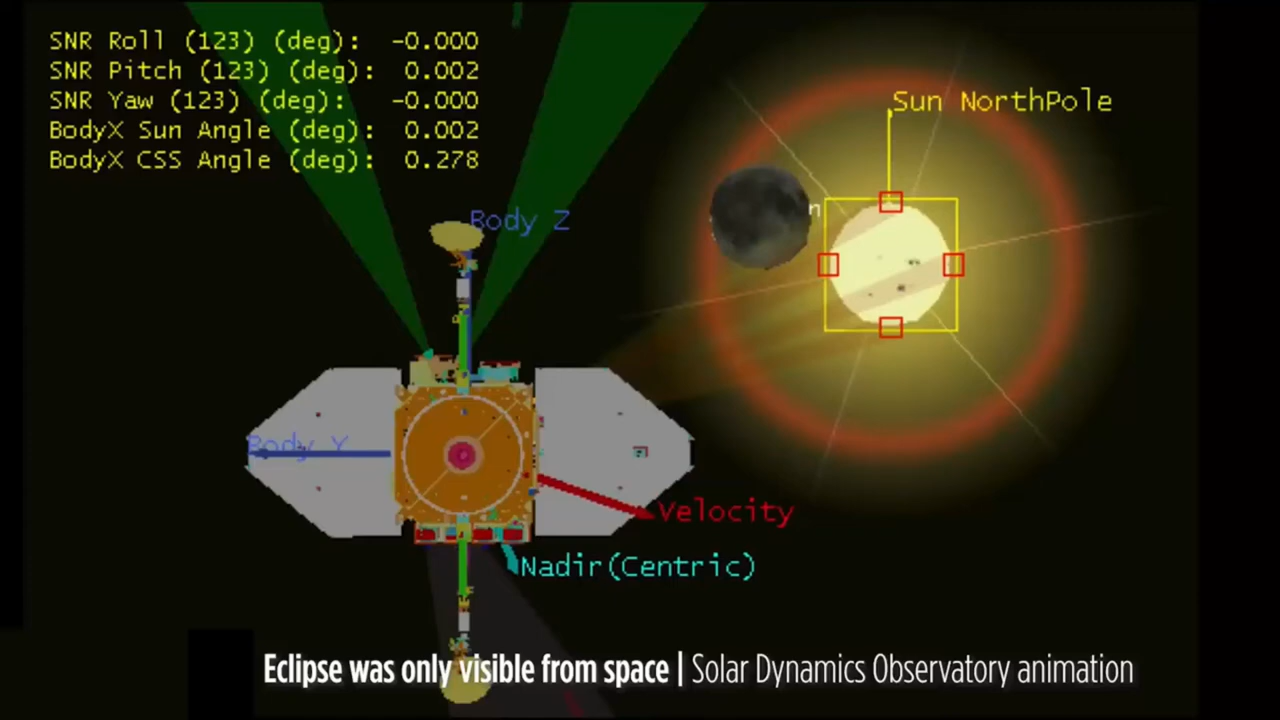 SNR Roll (123) (deg): -0.000
SNR Pitch (123) (deg): 0.002
SNR Yaw (123) (deg): -0.000
BodyX Sun Angle (deg): 0.002
BodyX CSS Angle (deg): 0.278
Sun NorthPole
n
Body Z
Body Y
Velocity
Nadir(Centric)
Eclipse was only visible from space | Solar Dynamics Observatory animation